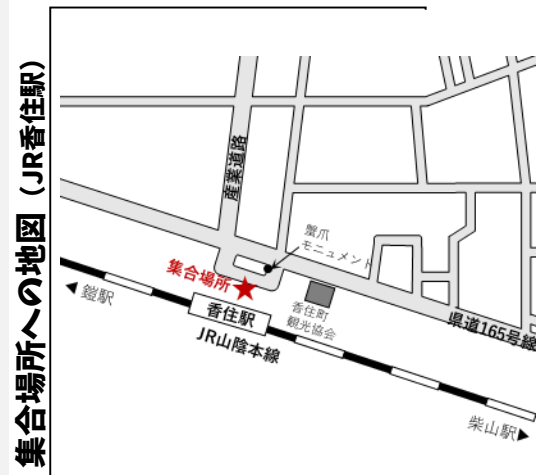 集合場所への地図（JR香住駅）
産業道路
蟹爪
モニュメント
集合場所
鎧駅
香住駅
香住町
観光協会
県道165号線
JR山陰本線
柴山駅